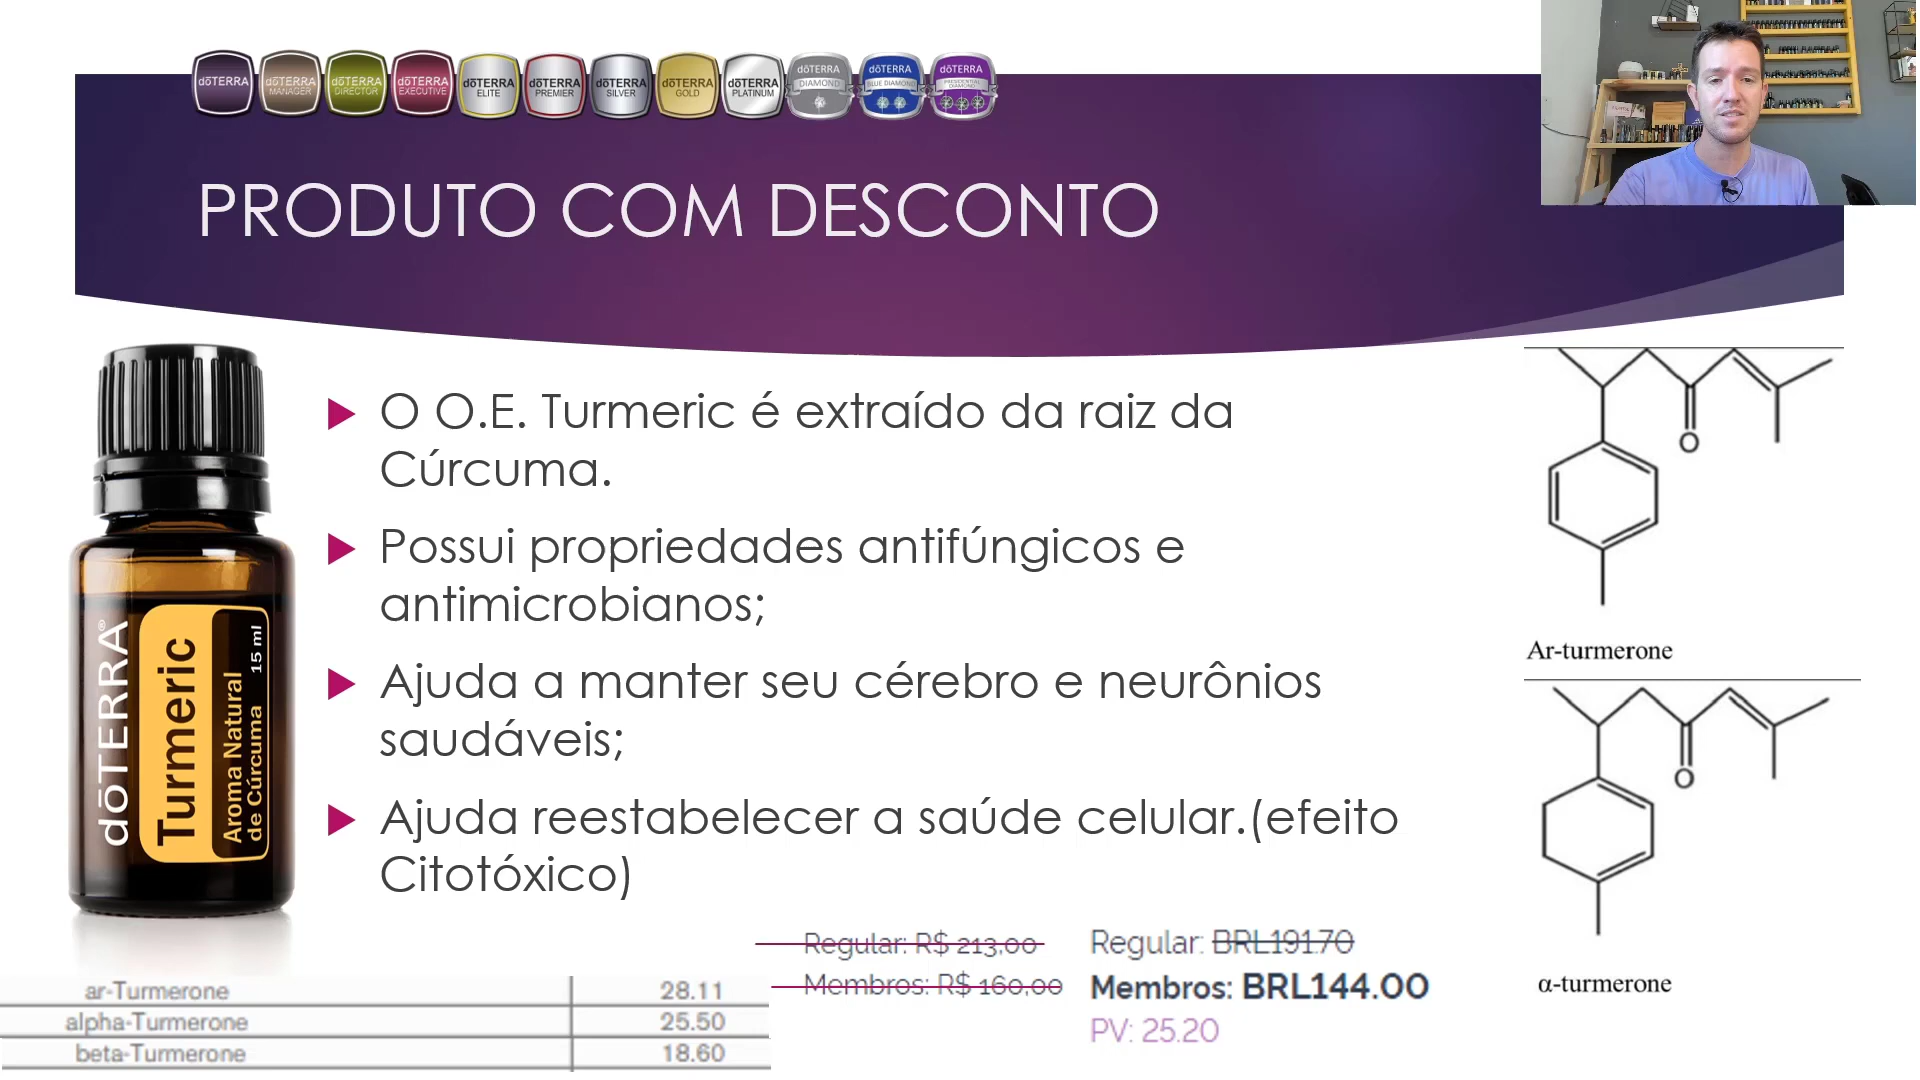 dōTERRA
dōTERRA MANAGER
dōTERRA DIRECTOR
dōTERRA EXECUTIVE
dōTERRA ELITE
dōTERRA PREMIER
dōTERRA SILVER
dōTERRA GOLD
dōTERRA PLATINUM
dōTERRA DIAMOND
dōTERRA BLUE DIAMOND
dōTERRA PRESIDENTIAL DIAMOND
PRODUTO COM DESCONTO
O O.E. Turmeric é extraído da raiz da
Cúrcuma.
Possui propriedades antifúngicos e
antimicrobianos;
Ajuda a manter seu cérebro e neurônios
saudáveis;
Ajuda reestabelecer a saúde celular.(efeito
Citotóxico)
dōTERRA®
Turmeric
Aroma Natural
de Cúrcuma 15 ml
O
Ar-turmerone
O
α-turmerone
Regular: R$ 213,00
Membros: R$ 160,00
Regular: BRL191.70
Membros: BRL144.00
PV: 25.20
ar-Turmerone 28.11
alpha-Turmerone 25.50
beta-Turmerone 18.60